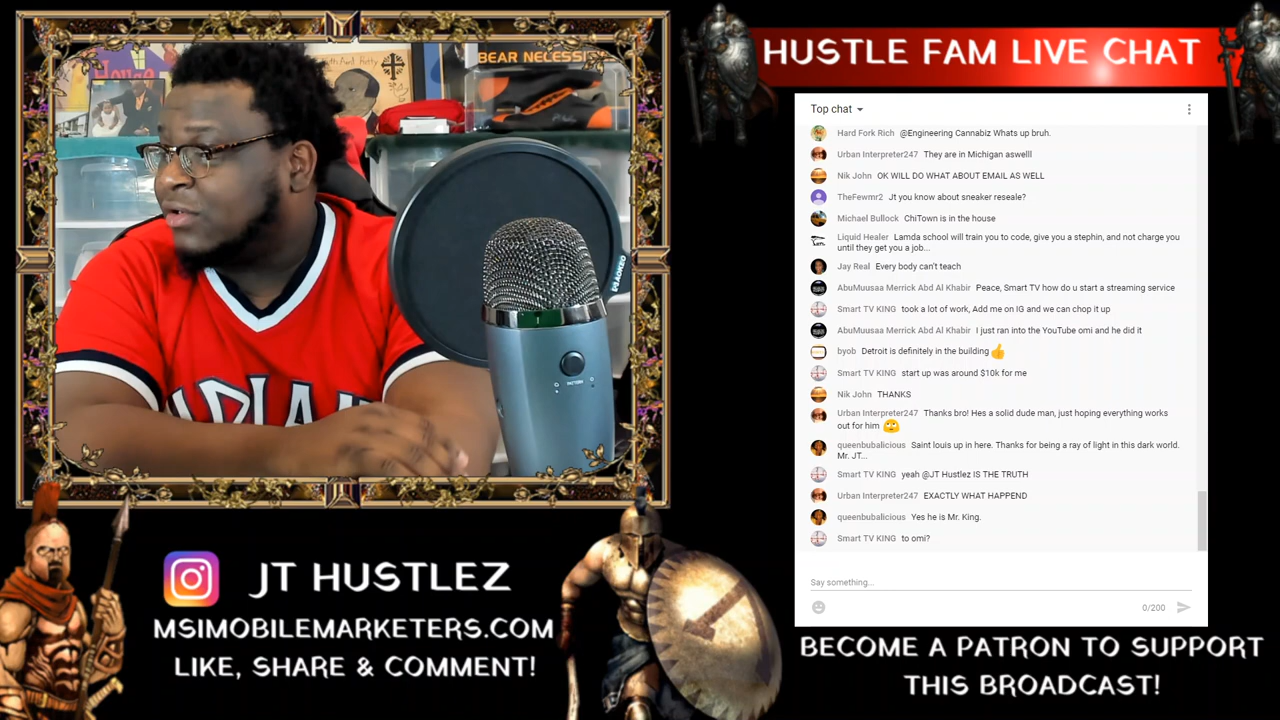 House
BEAR NECESSI
HUSTLE FAM LIVE CHAT
Top chat
Hard Fork Rich @Engineering Cannabiz Whats up bruh.
Urban Interpreter247 They are in Michigan aswelll
Nik John OK WILL DO WHAT ABOUT EMAIL AS WELL
TheFewmr2 Jt you know about sneaker reseale?
Michael Bullock ChiTown is in the house
Liquid Healer Lamda school will train you to code, give you a stephin, and not charge you
until they get you a job...
Jay Real Every body can't teach
AbuMuusaa Merrick Abd Al Khabir Peace, Smart TV how do u start a streaming service
Smart TV KING took a lot of work, Add me on IG and we can chop it up
AbuMuusaa Merrick Abd Al Khabir I just ran into the YouTube omi and he did it
byob Detroit is definitely in the building 👍
Smart TV KING start up was around $10k for me
Nik John THANKS
Urban Interpreter247 Thanks bro! Hes a solid dude man, just hoping everything works
out for him
queenbubalicious Saint louis up in here. Thanks for being a ray of light in this dark world.
Mr. JT...
Smart TV KING yeah @JT Hustlez IS THE TRUTH
Urban Interpreter247 EXACTLY WHAT HAPPEND
queenbubalicious Yes he is Mr. King.
Smart TV KING to omi?
Say something...
0/200
PATTERN
JT HUSTLEZ
MSIMOBILEMARKETERS.COM
LIKE, SHARE & COMMENT!
BECOME A PATRON TO SUPPORT
THIS BROADCAST!